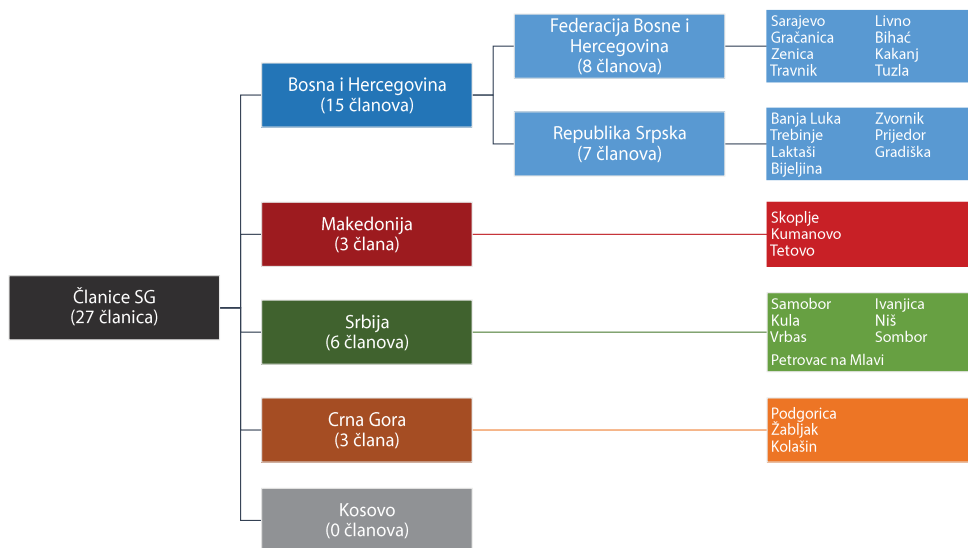 Članice SG
(27 članica)
Bosna i Hercegovina
(15 članova)
Federacija Bosne i
Hercegovina
(8 članova)
Sarajevo Livno
Gračanica Bihać
Zenica Kakanj
Travnik Tuzla
Republika Srpska
(7 članova)
Banja Luka Zvornik
Trebinje Prijedor
Laktaši Gradiška
Bijeljina
Makedonija
(3 člana)
Skoplje
Kumanovo
Tetovo
Srbija
(6 članova)
Samobor Ivanjica
Kula Niš
Vrbas Sombor
Petrovac na Mlavi
Crna Gora
(3 člana)
Podgorica
Žabljak
Kolašin
Kosovo
(0 članova)